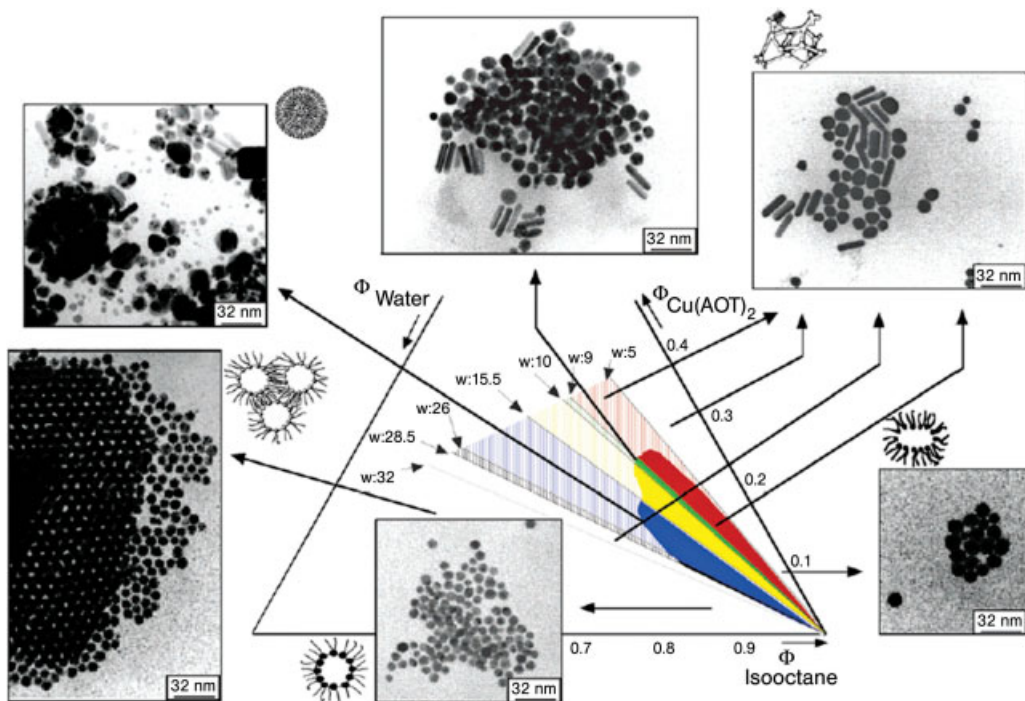 32 nm
32 nm
32 nm
Φ Water
Φ Cu(AOT)2
0.4
w:5
w:9
w:10
w:15.5
0.3
w:26
w:28.5
w:32
0.2
32 nm
0.1
32 nm
32 nm
0.7
0.8
0.9
Φ
Isooctane